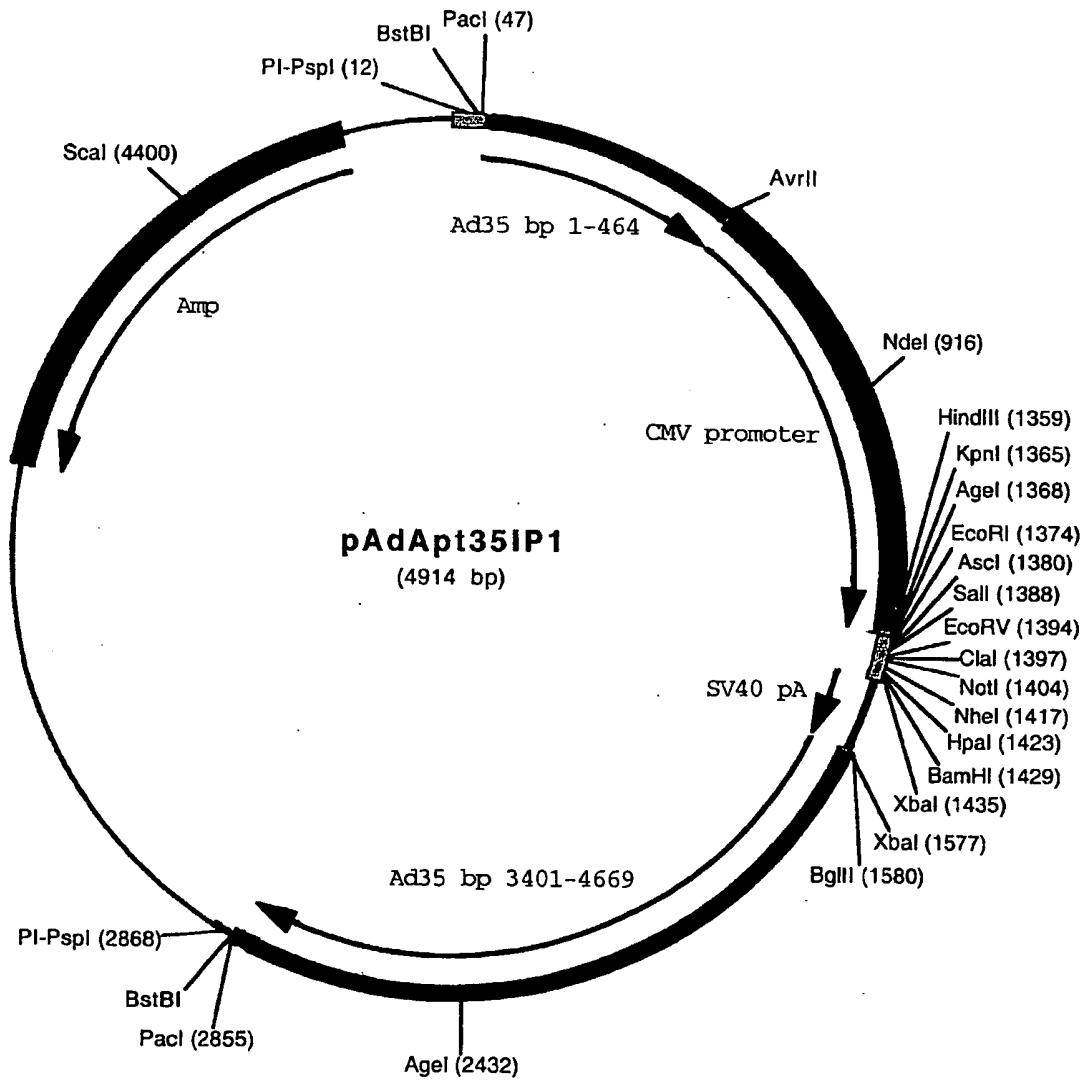 PacI (47)
BstBI
PI-PspI (12)
ScaI (4400)
AvrII
Ad35 bp 1-464
Amp
NdeI (916)
HindIII (1359)
CMV promoter
KpnI (1365)
AgeI (1368)
EcoRI (1374)
pAdApt35IP1
AscI (1380)
(4914 bp)
SalI (1388)
EcoRV (1394)
ClaI (1397)
SV40 pA
NotI (1404)
NheI (1417)
HpaI (1423)
BamHI (1429)
XbaI (1435)
XbaI (1577)
Ad35 bp 3401-4669
BglII (1580)
PI-PspI (2868)
BstBI
PacI (2855)
AgeI (2432)